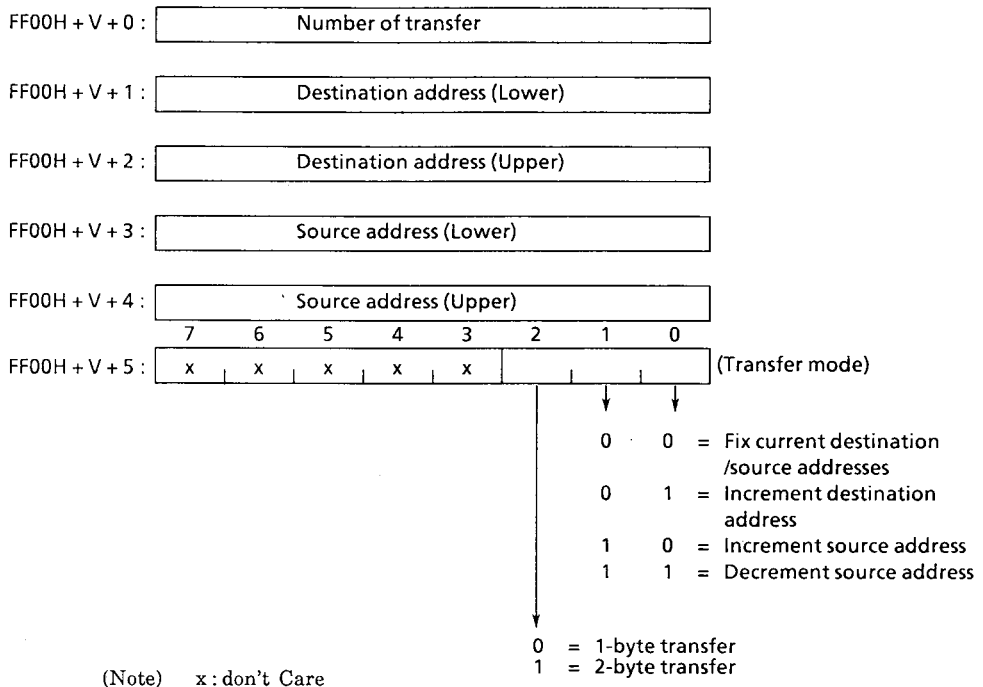 FF00H + V + 0 : Number of transfer
FF00H + V + 1 : Destination address (Lower)
FF00H + V + 2 : Destination address (Upper)
FF00H + V + 3 : Source address (Lower)
FF00H + V + 4 : Source address (Upper)
7 6 5 4 3 2 1 0
FF00H + V + 5 : x x x x x (Transfer mode)
0 0 = Fix current destination
/source addresses
0 1 = Increment destination
address
1 0 = Increment source address
1 1 = Decrement source address
0 = 1-byte transfer
1 = 2-byte transfer
(Note) x : don't Care